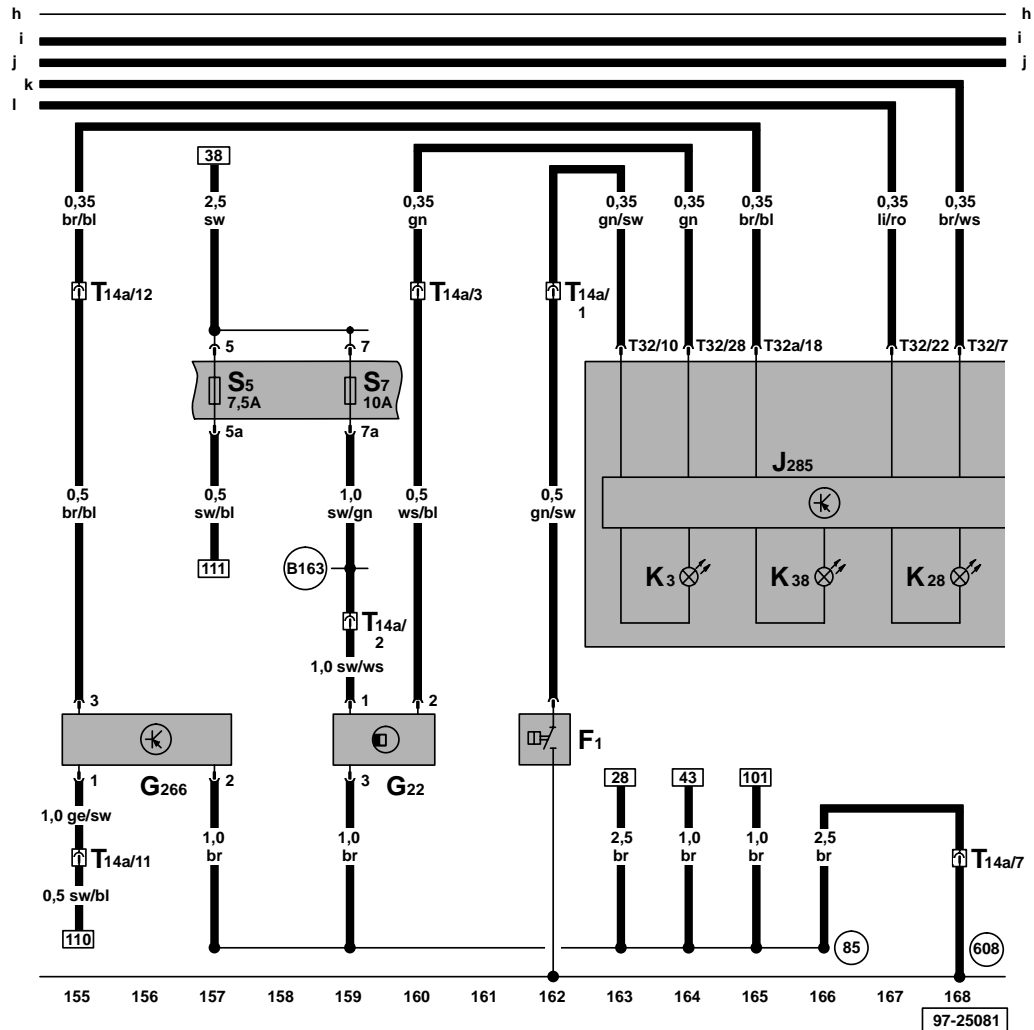 h h
i i
j j
k
l
38
0,35 2,5 0,35 0,35 0,35 0,35 0,35 0,35
br/bl sw gn gn/sw gn br/bl li/ro br/ws
T14a/12 T14a/3 T14a/
1
5 7 T32/10 T32/28 T32a/18 T32/22 T32/7
S5 S7
7,5A 10A
5a 7a
J285
0,5 0,5 1,0 0,5 0,5
br/bl sw/bl sw/gn ws/bl gn/sw
111 B163 K3 K38 K28
T14a/
2
1,0 sw/ws
3 1 2
F1
1 G266 2 3 G22 28 43 101
1,0 ge/sw
1,0 1,0 2,5 1,0 1,0 2,5
br br br br br br
T14a/11 T14a/7
0,5 sw/bl
110 85 608
155 156 157 158 159 160 161 162 163 164 165 166 167 168
97-25081